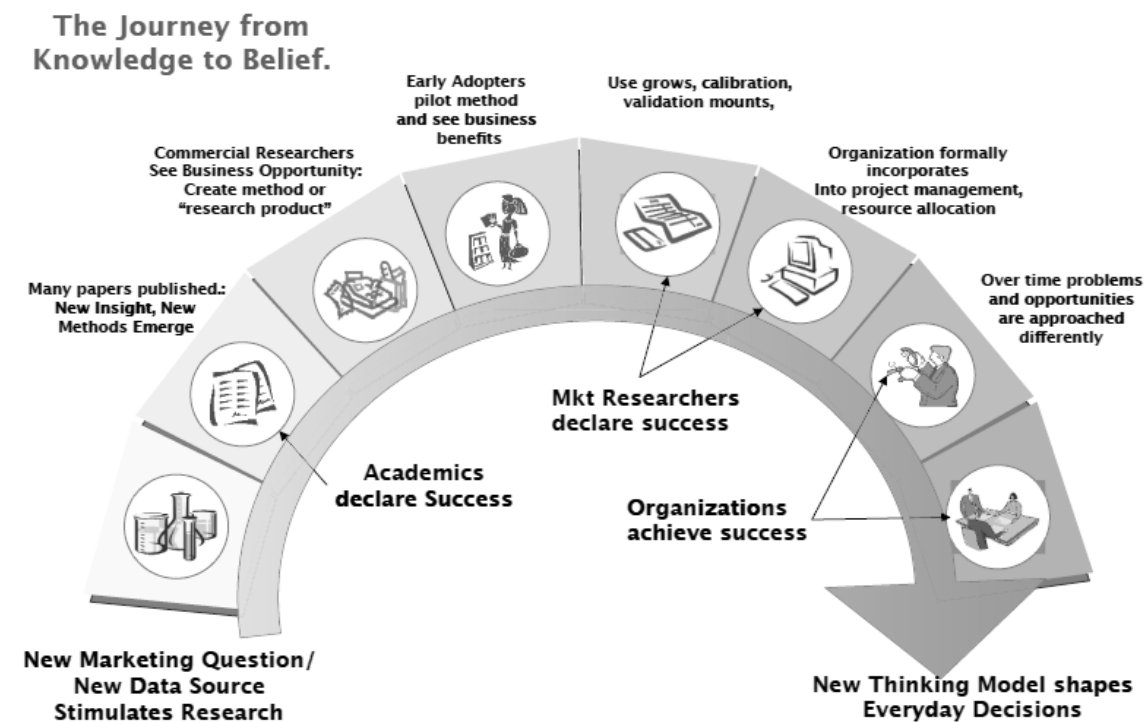 The Journey from
Knowledge to Belief.
Early Adopters
pilot method
and see business
benefits
Use grows, calibration,
validation mounts,
Commercial Researchers
See Business Opportunity:
Create method or
“research product”
Organization formally
incorporates
Into project management,
resource allocation
Many papers published.:
New Insight, New
Methods Emerge
Over time problems
and opportunities
are approached
differently
Mkt Researchers
declare success
Academics
declare Success
Organizations
achieve success
New Marketing Question/
New Data Source
Stimulates Research
New Thinking Model shapes
Everyday Decisions